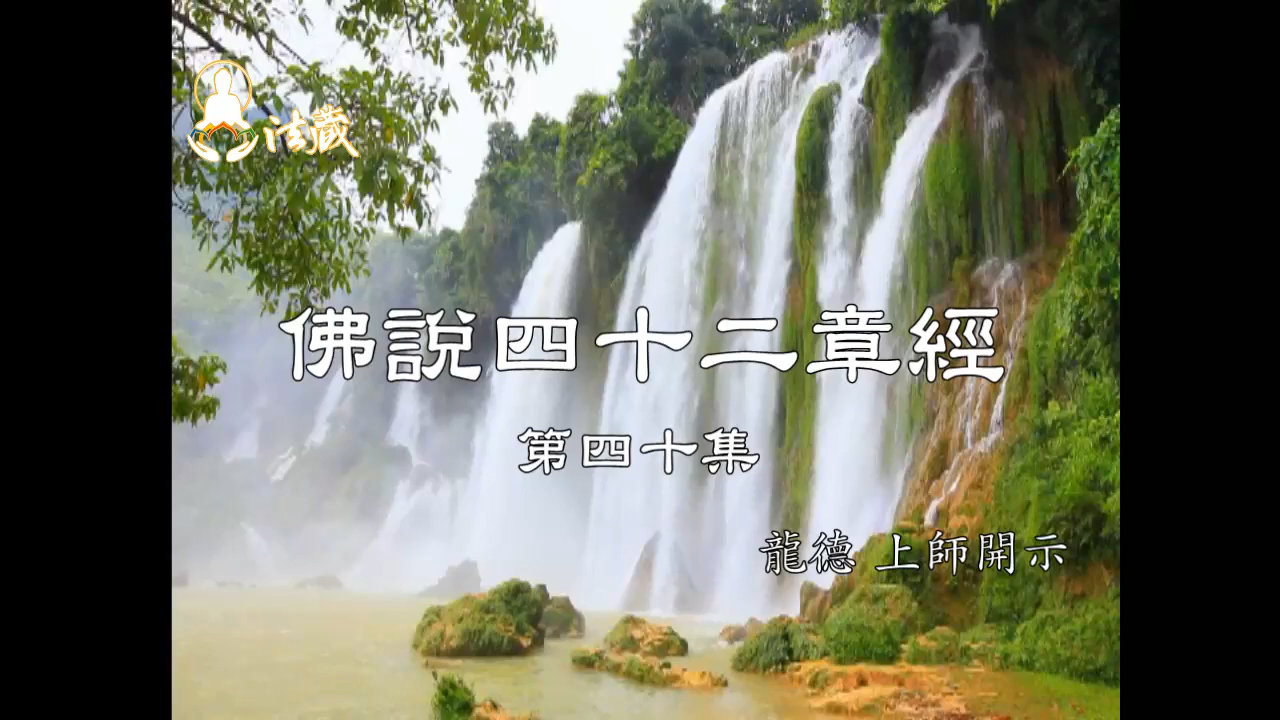 法藏
佛說四十二章經
第四十集
龍德 上師開示